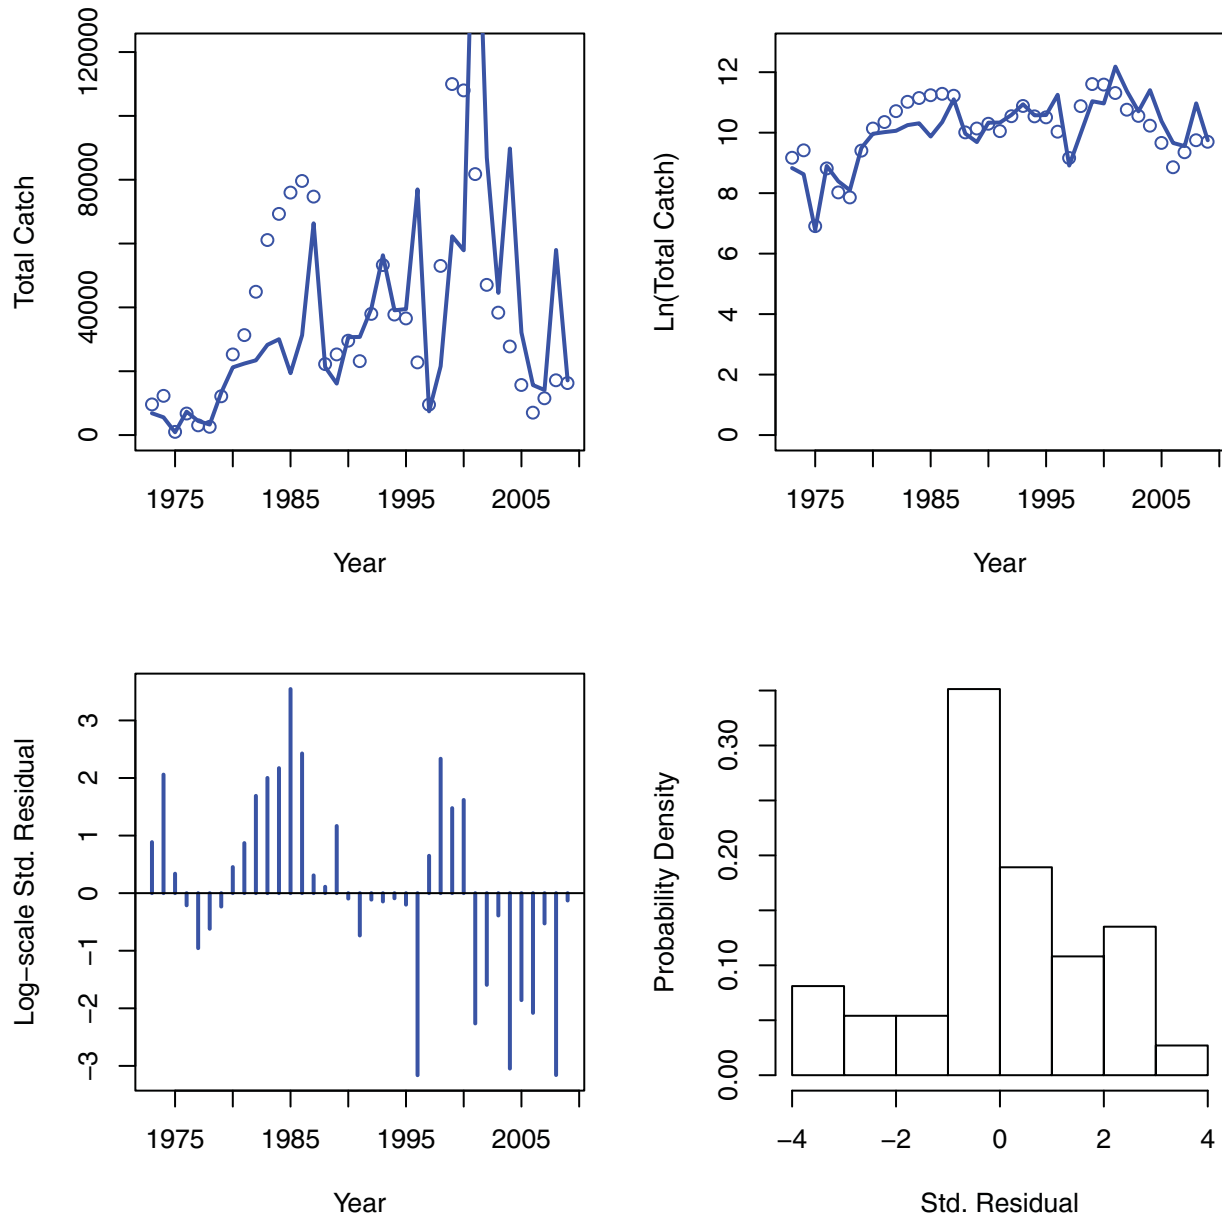 Total Catch
120000
80000
40000
0
1975 1985 1995 2005
Year
Ln(Total Catch)
12
10
8
6
4
2
0
1975 1985 1995 2005
Year
Log−scale Std. Residual
3
2
1
0
−1
−2
−3
1975 1985 1995 2005
Year
Probability Density
0.30
0.20
0.10
0.00
−4 −2 0 2 4
Std. Residual